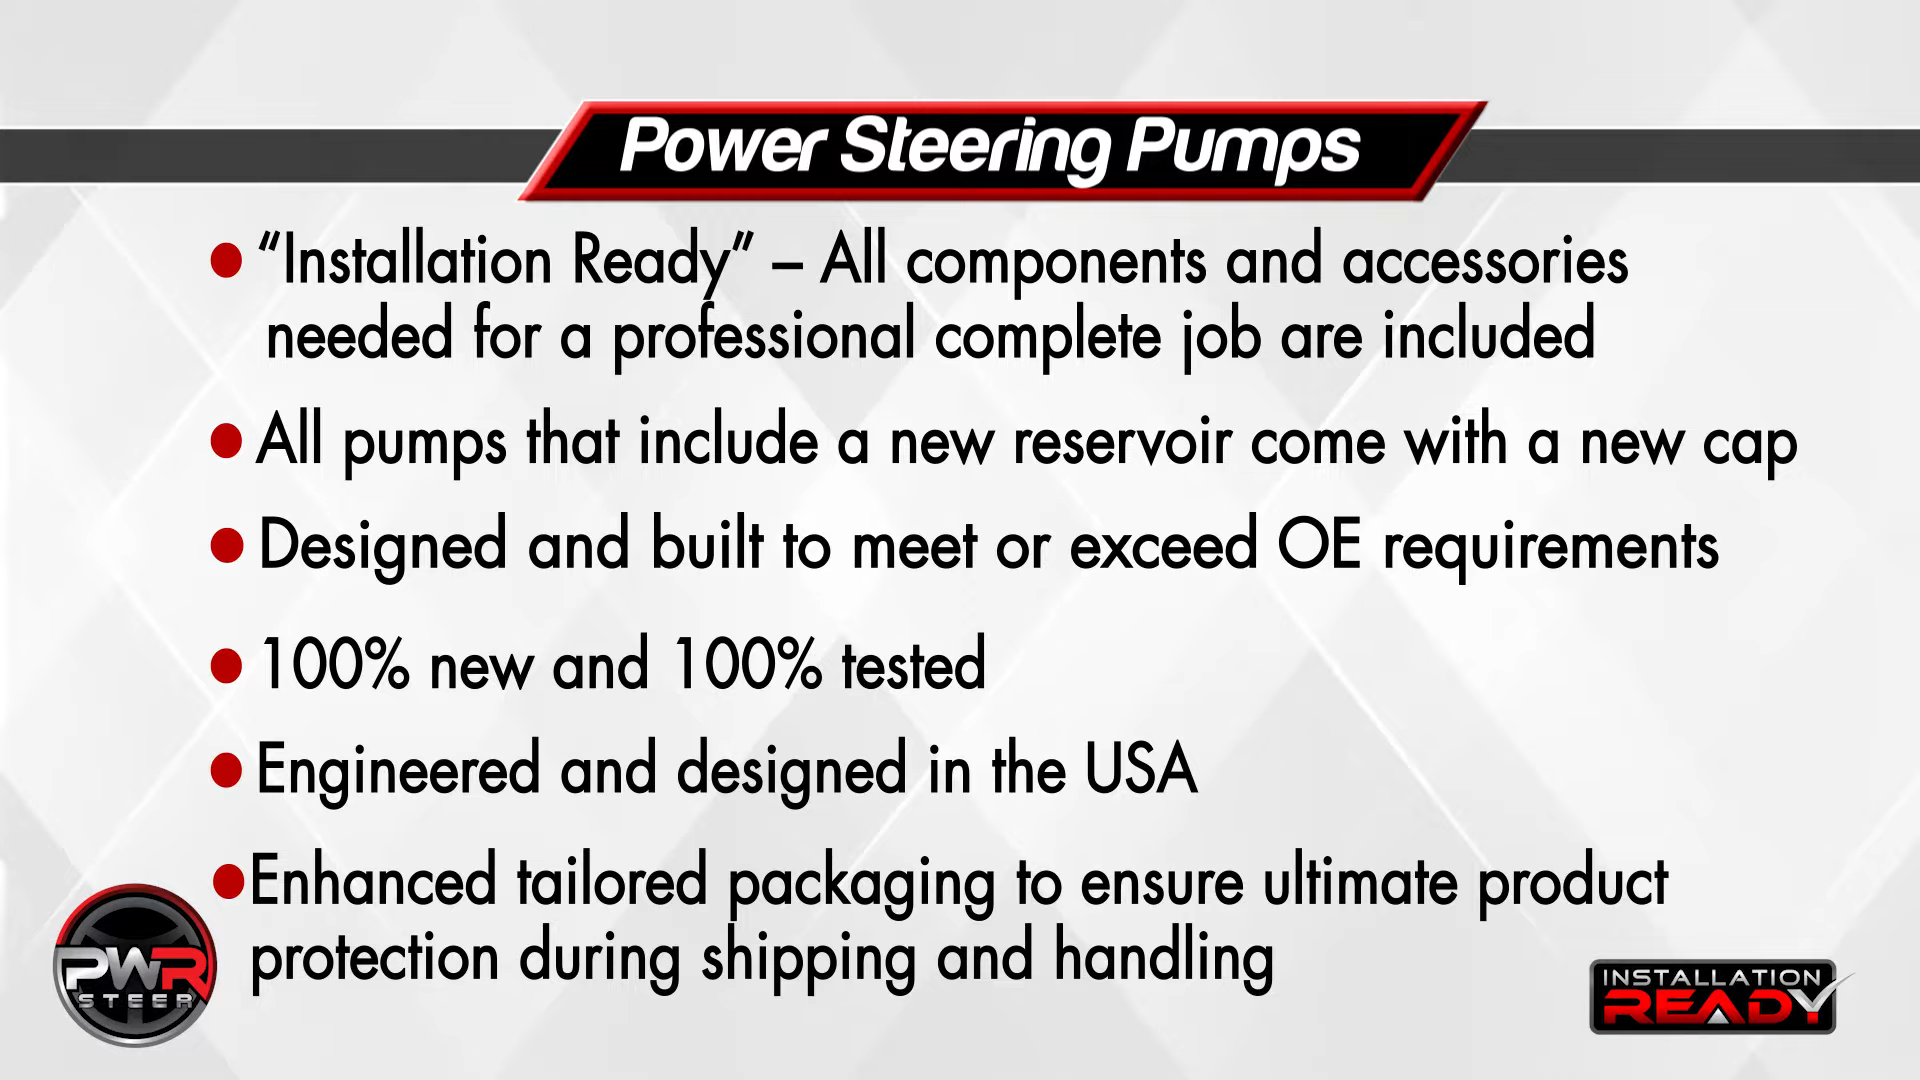 Power Steering Pumps
● “Installation Ready” – All components and accessories
needed for a professional complete job are included
● All pumps that include a new reservoir come with a new cap
● Designed and built to meet or exceed OE requirements
● 100% new and 100% tested
● Engineered and designed in the USA
● Enhanced tailored packaging to ensure ultimate product
protection during shipping and handling
PWR
STEER
INSTALLATION
READY